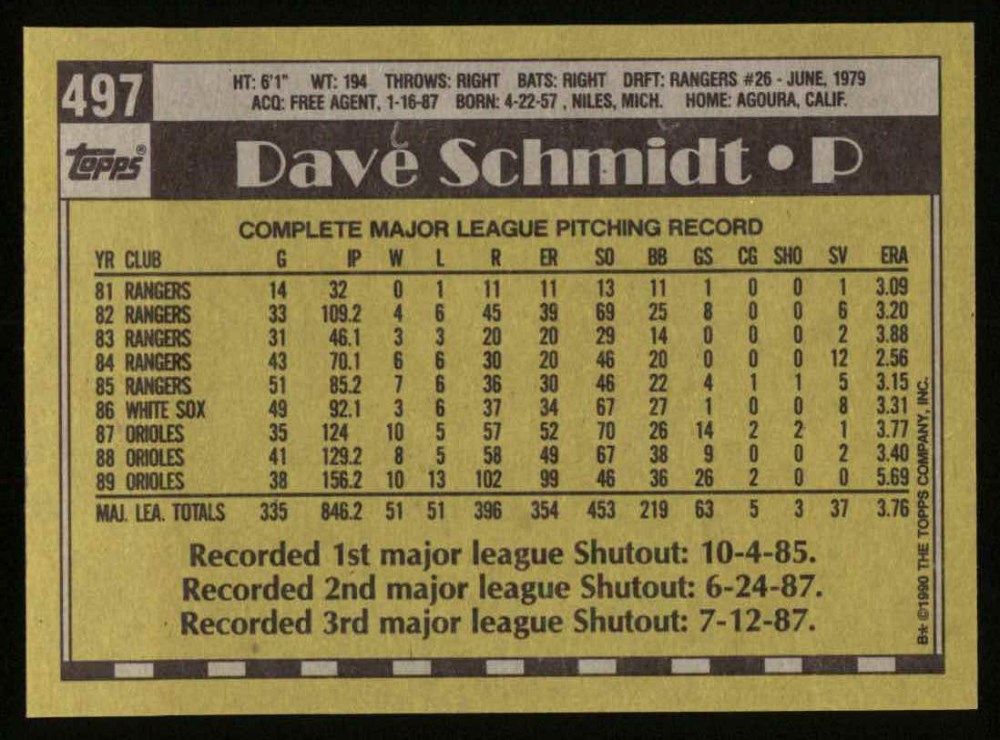 497
HT: 6'1" WT: 194 THROWS: RIGHT BATS: RIGHT DRFT: RANGERS #26 - JUNE, 1979
ACQ: FREE AGENT, 1-16-87 BORN: 4-22-57 , NILES, MICH. HOME: AGOURA, CALIF.
Topps®
Dave Schmidt • P
COMPLETE MAJOR LEAGUE PITCHING RECORD
YR CLUB G IP W L R ER SO BB GS CG SHO SV ERA
81 RANGERS 14 32 0 1 11 11 13 11 1 0 0 1 3.09
82 RANGERS 33 109.2 4 6 45 39 69 25 8 0 0 6 3.20
83 RANGERS 31 46.1 3 3 20 20 29 14 0 0 0 2 3.88
84 RANGERS 43 70.1 6 6 30 20 46 20 0 0 0 12 2.56
85 RANGERS 51 85.2 7 6 36 30 46 22 4 1 1 5 3.15
86 WHITE SOX 49 92.1 3 6 37 34 67 27 1 0 0 8 3.31
87 ORIOLES 35 124 10 5 57 52 70 26 14 2 2 1 3.77
88 ORIOLES 41 129.2 8 5 58 49 67 38 9 0 0 2 3.40
89 ORIOLES 38 156.2 10 13 102 99 46 36 26 2 0 0 5.69
MAJ. LEA. TOTALS 335 846.2 51 51 396 354 453 219 63 5 3 37 3.76
Recorded 1st major league Shutout: 10-4-85.
Recorded 2nd major league Shutout: 6-24-87.
Recorded 3rd major league Shutout: 7-12-87.
B* ©1990 THE TOPPS COMPANY, INC.